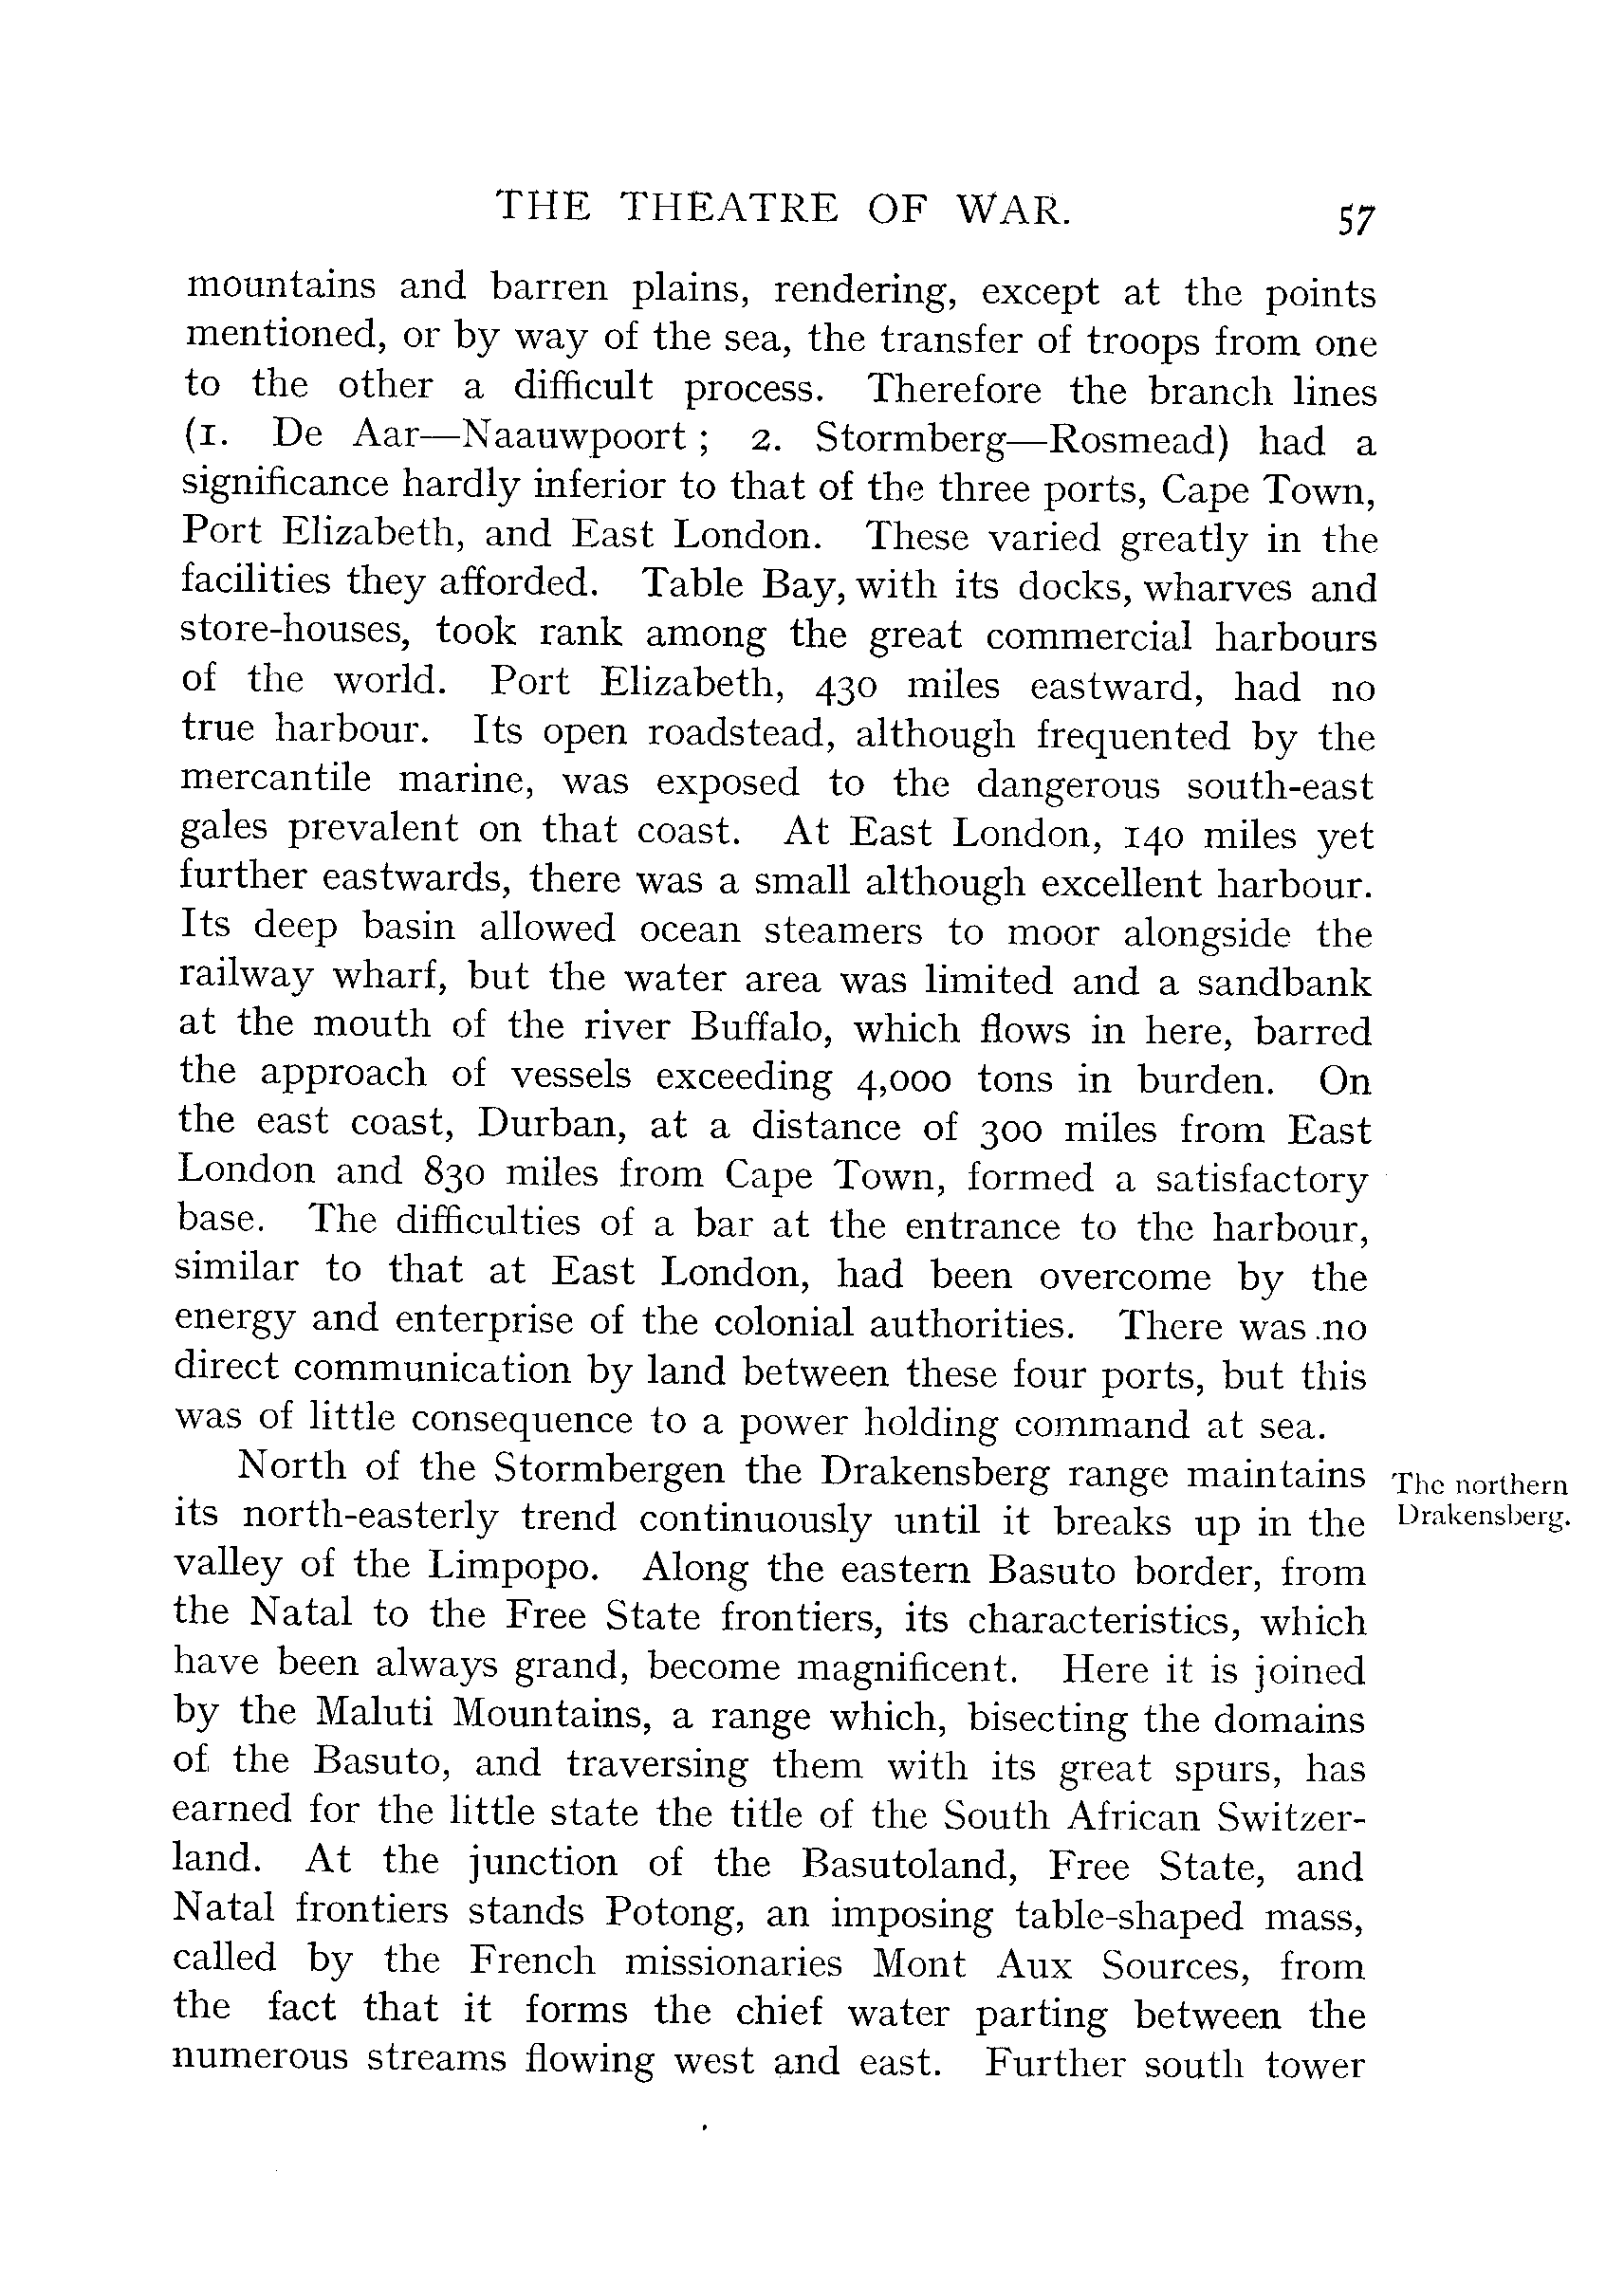 THE THEATRE OF WAR. 57
mountains and barren plains, rendering, except at the points
mentioned, or by way of the sea, the transfer of troops from one
to the other a difficult process. Therefore the branch lines
(1. De Aar—Naauwpoort ; 2. Stormberg—Rosmead) had a
significance hardly inferior to that of the three ports, Cape Town,
Port Elizabeth, and East London. These varied greatly in the
facilities they afforded. Table Bay, with its docks, wharves and
store-houses, took rank among the great commercial harbours
of the world. Port Elizabeth, 430 miles eastward, had no
true harbour. Its open roadstead, although frequented by the
mercantile marine, was exposed to the dangerous south-east
gales prevalent on that coast. At East London, 140 miles yet
further eastwards, there was a small although excellent harbour.
Its deep basin allowed ocean steamers to moor alongside the
railway wharf, but the water area was limited and a sandbank
at the mouth of the river Buffalo, which flows in here, barred
the approach of vessels exceeding 4,000 tons in burden. On
the east coast, Durban, at a distance of 300 miles from East
London and 830 miles from Cape Town, formed a satisfactory
base. The difficulties of a bar at the entrance to the harbour,
similar to that at East London, had been overcome by the
energy and enterprise of the colonial authorities. There was no
direct communication by land between these four ports, but this
was of little consequence to a power holding command at sea.
North of the Stormbergen the Drakensberg range maintains
its north-easterly trend continuously until it breaks up in the
valley of the Limpopo. Along the eastern Basuto border, from
the Natal to the Free State frontiers, its characteristics, which
have been always grand, become magnificent. Here it is joined
by the Maluti Mountains, a range which, bisecting the domains
of the Basuto, and traversing them with its great spurs, has
earned for the little state the title of the South African Switzer-
land. At the junction of the Basutoland, Free State, and
Natal frontiers stands Potong, an imposing table-shaped mass,
called by the French missionaries Mont Aux Sources, from
the fact that it forms the chief water parting between the
numerous streams flowing west and east. Further south tower
The northern
Drakensberg.